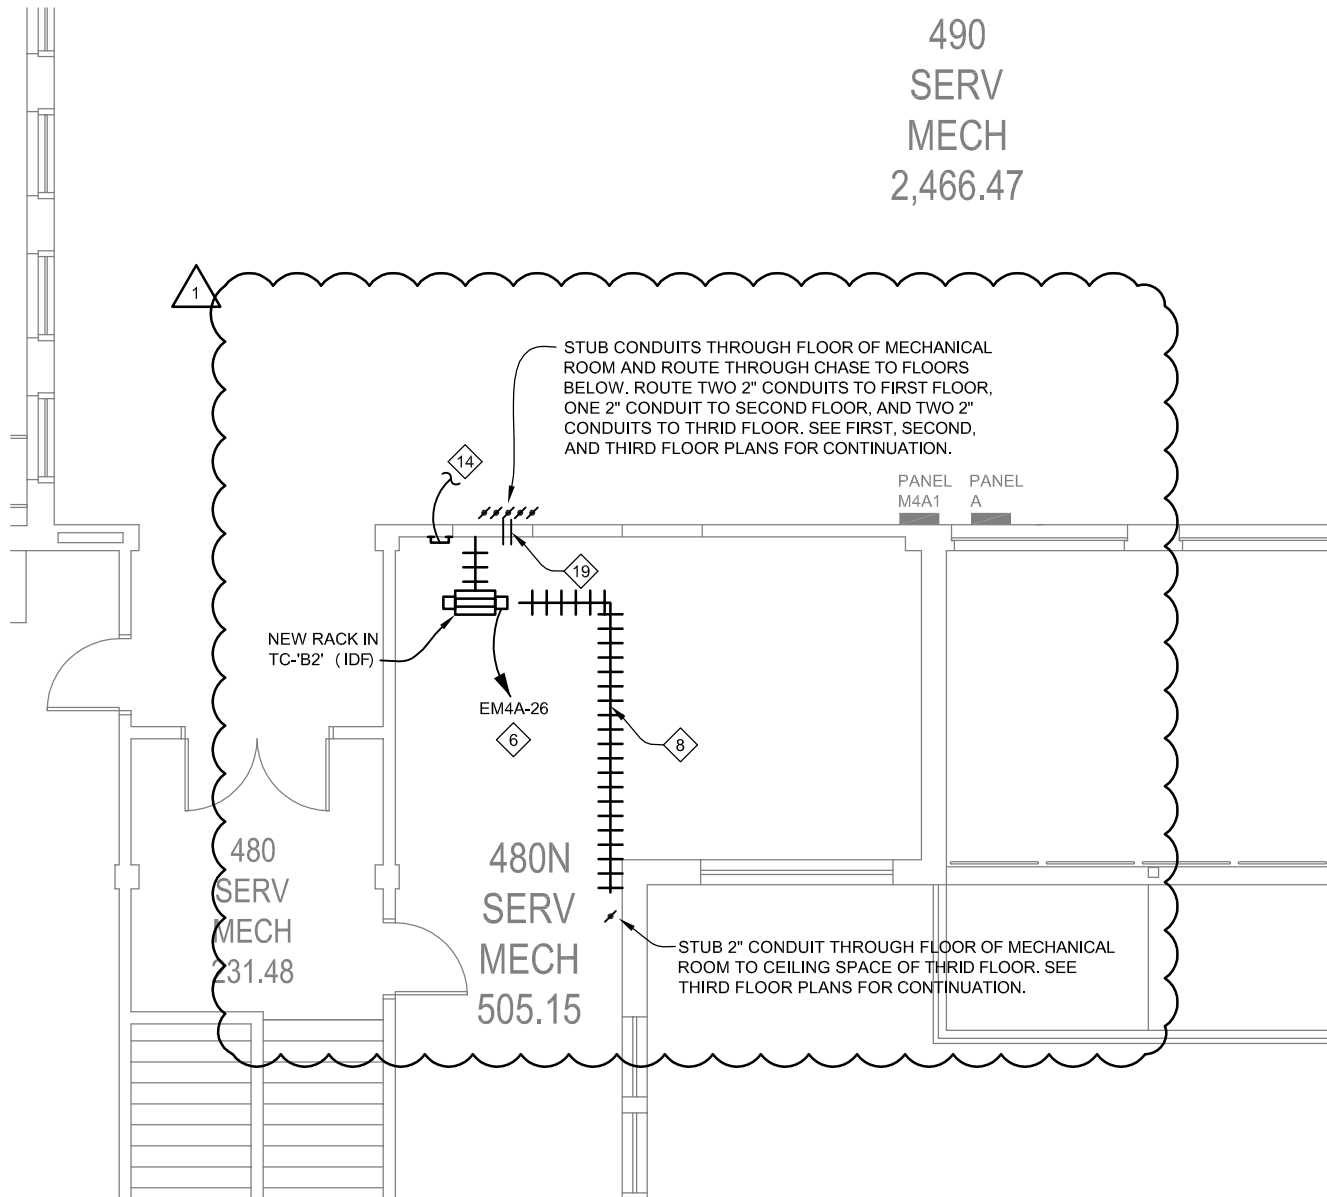 490
SERV
MECH
2,466.47
1
STUB CONDUITS THROUGH FLOOR OF MECHANICAL
ROOM AND ROUTE THROUGH CHASE TO FLOORS
BELOW. ROUTE TWO 2" CONDUITS TO FIRST FLOOR,
ONE 2" CONDUIT TO SECOND FLOOR, AND TWO 2"
CONDUITS TO THRID FLOOR. SEE FIRST, SECOND,
AND THIRD FLOOR PLANS FOR CONTINUATION.
14
PANEL
M4A1
PANEL
A
19
NEW RACK IN
TC-'B2' (IDF)
EM4A-26
6
8
480
SERV
MECH
231.48
480N
SERV
MECH
505.15
STUB 2" CONDUIT THROUGH FLOOR OF MECHANICAL
ROOM TO CEILING SPACE OF THRID FLOOR. SEE
THIRD FLOOR PLANS FOR CONTINUATION.